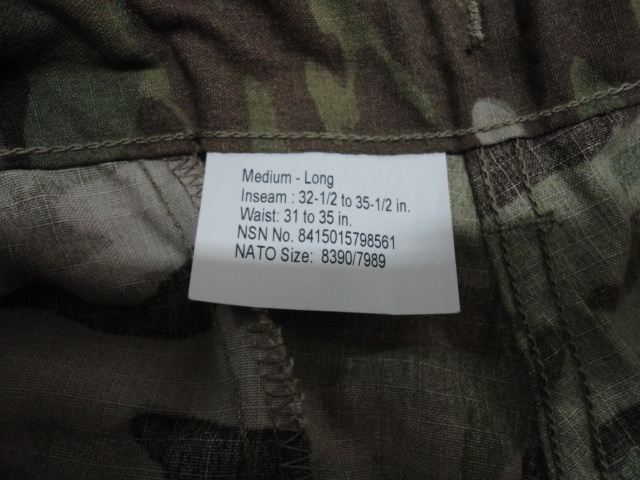 Medium - Long
Inseam : 32-1/2 to 35-1/2 in.
Waist: 31 to 35 in.
NSN No. 8415015798561
NATO Size: 8390/7989